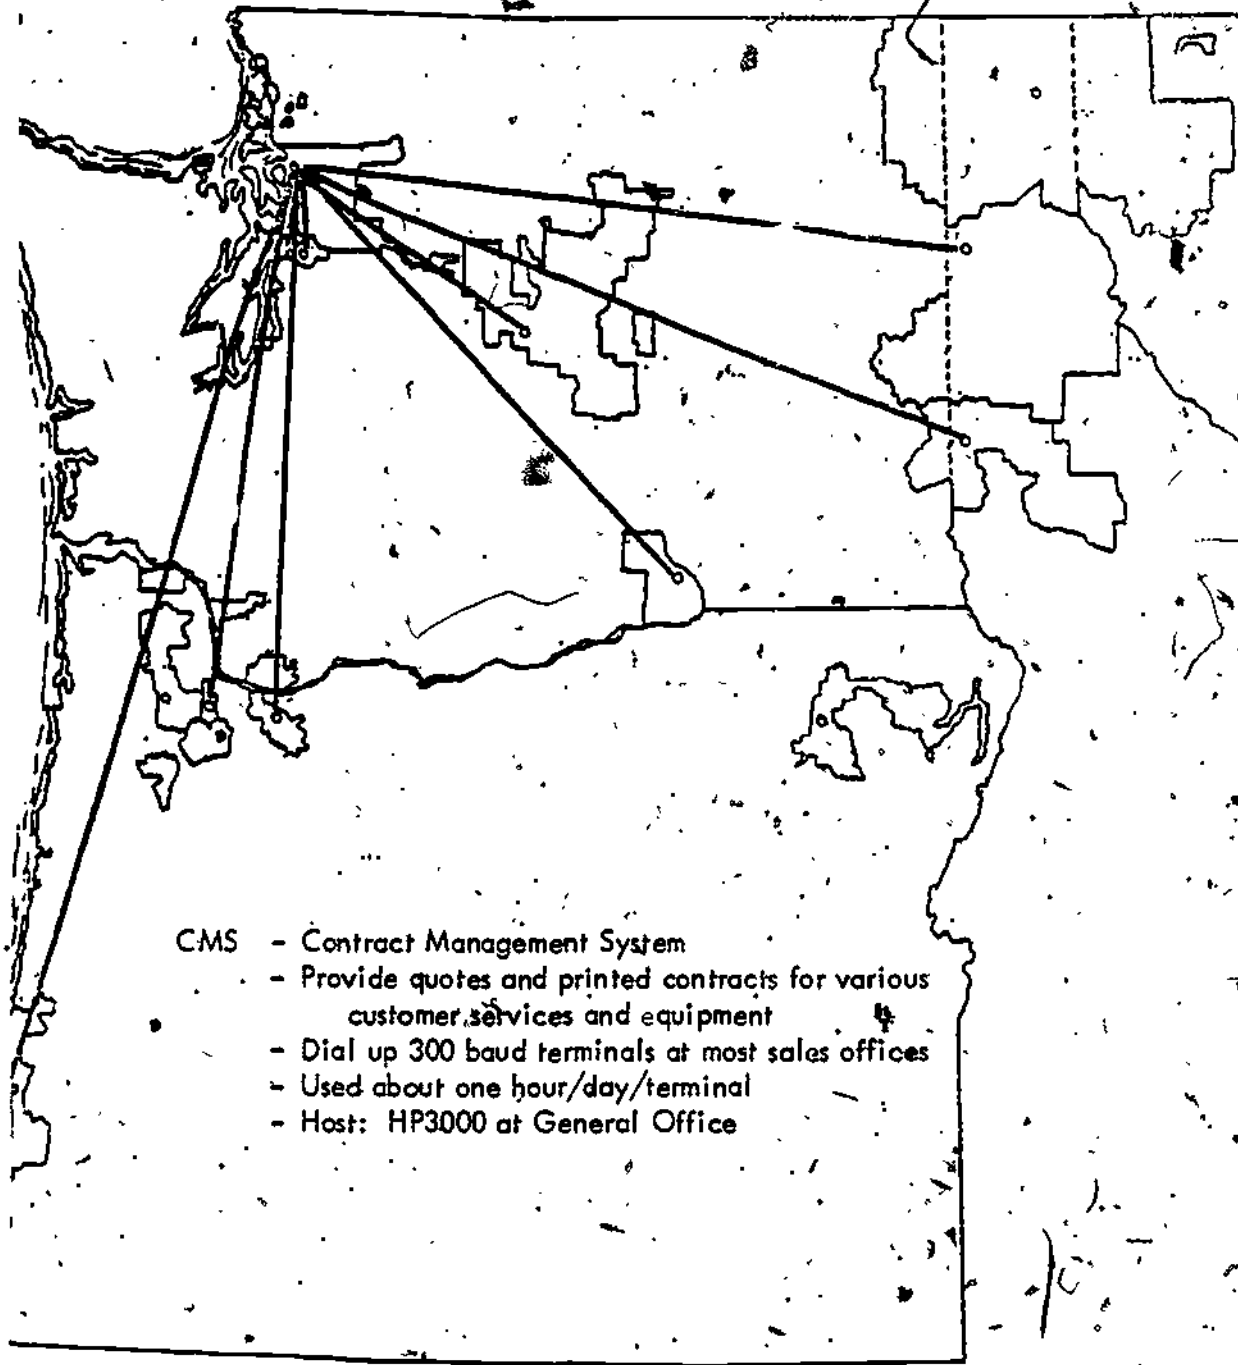 CMS - Contract Management System
- Provide quotes and printed contracts for various
customer services and equipment
- Dial up 300 baud terminals at most sales offices
- Used about one hour/day/terminal
- Host: HP3000 at General Office